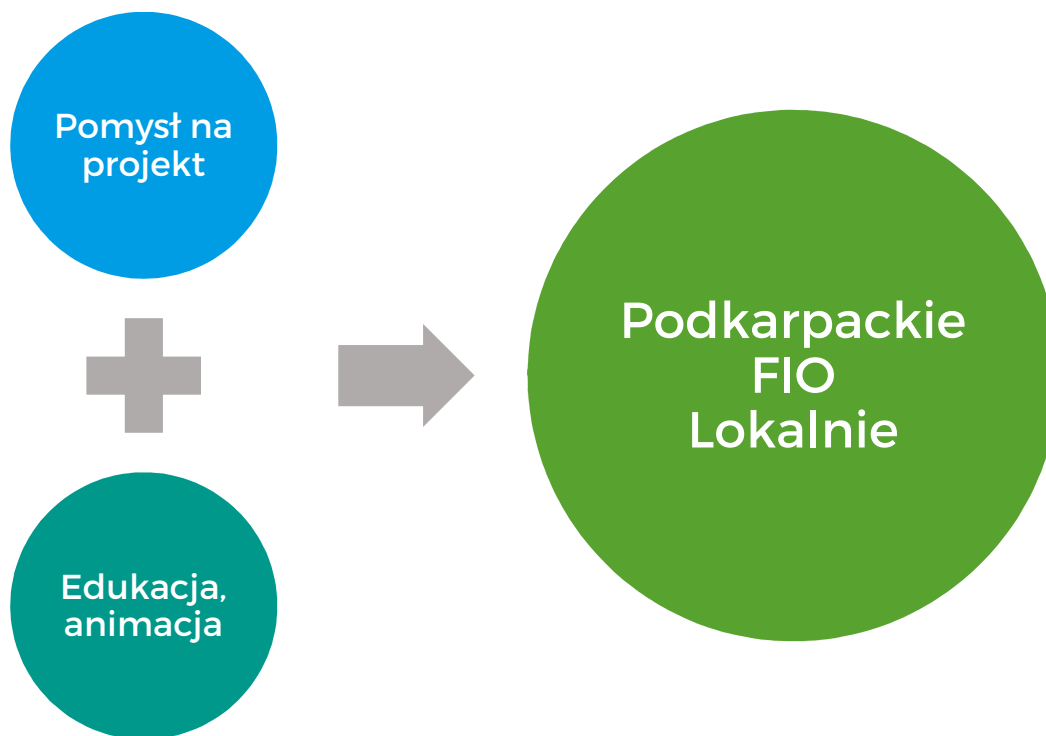 Pomysł na
projekt
Edukacja,
animacja
Podkarpackie
FIO
Lokalnie